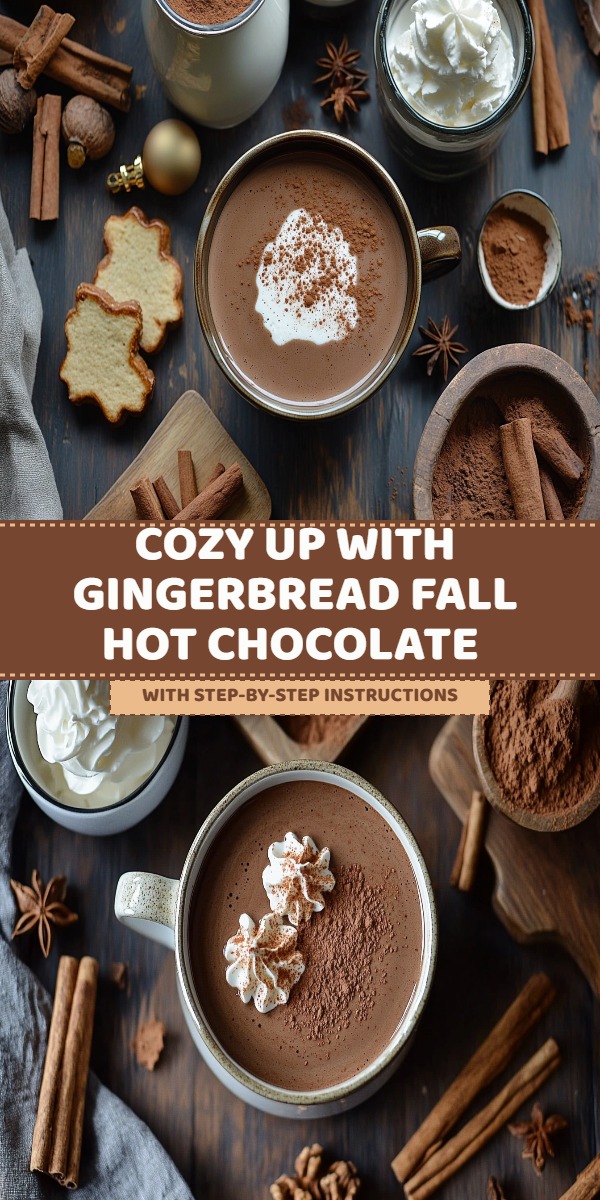 COZY UP WITH
GINGERBREAD FALL
HOT CHOCOLATE
WITH STEP-BY-STEP INSTRUCTIONS